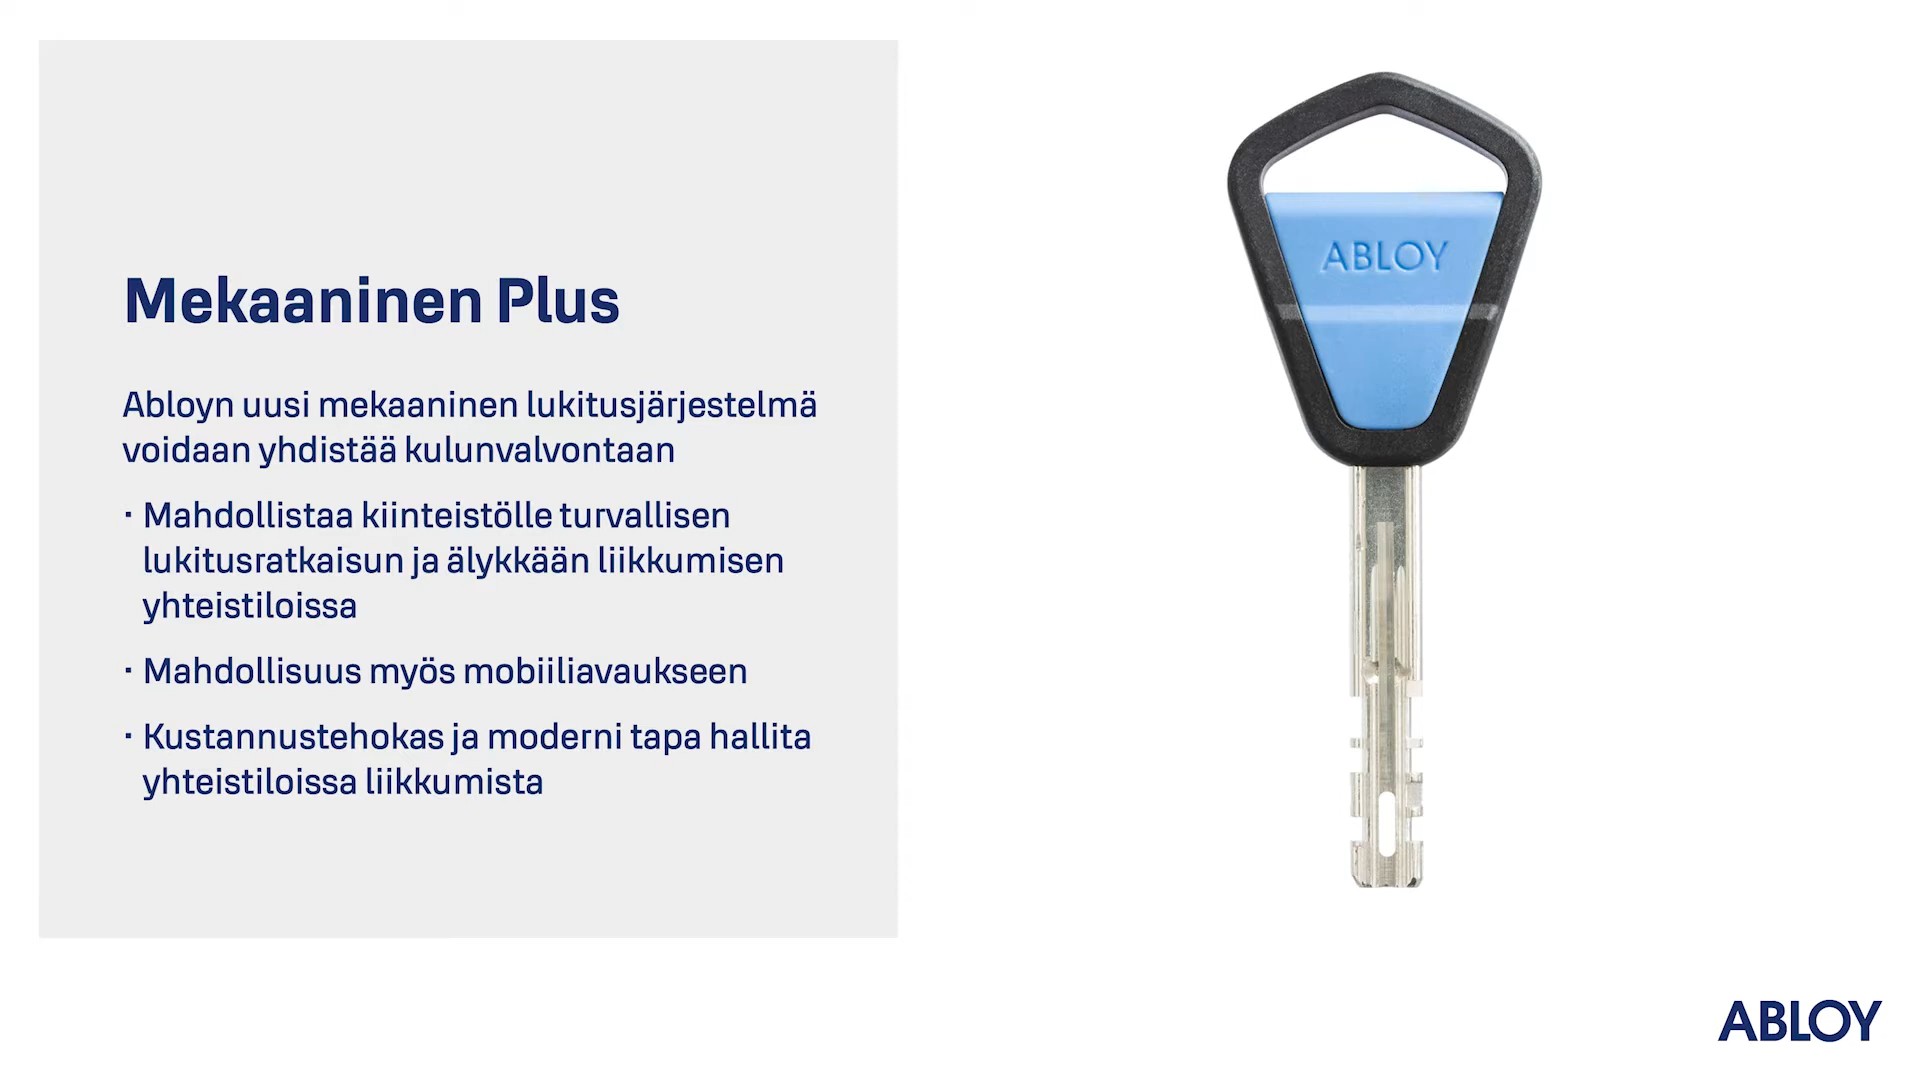 Mekaaninen Plus
Abloyn uusi mekaaninen lukitusjärjestelmä
voidaan yhdistää kulunvalvontaan
· Mahdollistaa kiinteistölle turvallisen
lukitusratkaisun ja älykkään liikkumisen
yhteistiloissa
· Mahdollisuus myös mobiiliavaukseen
· Kustannustehokas ja moderni tapa hallita
yhteistiloissa liikkumista
ABLOY
ABLOY